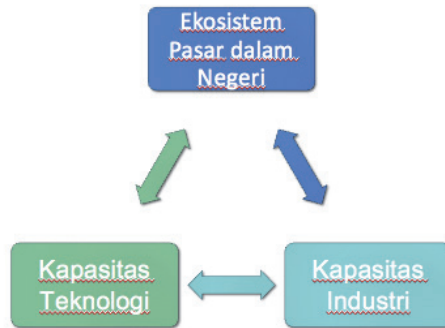 Ekosistem
Pasar dalam
Negeri
Kapasitas
Teknologi
Kapasitas
Industri